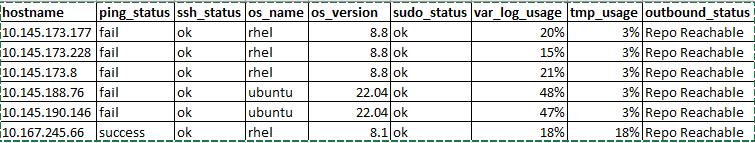 hostname ping_status ssh_status os_name os_version sudo_status var_log_usage tmp_usage outbound_status
10.145.173.177 fail ok rhel 8.8 ok 20% 3% Repo Reachable
10.145.173.228 fail ok rhel 8.8 ok 15% 3% Repo Reachable
10.145.173.8 fail ok rhel 8.8 ok 21% 3% Repo Reachable
10.145.188.76 fail ok ubuntu 22.04 ok 48% 3% Repo Reachable
10.145.190.146 fail ok ubuntu 22.04 ok 47% 3% Repo Reachable
10.167.245.66 success ok rhel 8.1 ok 18% 18% Repo Reachable